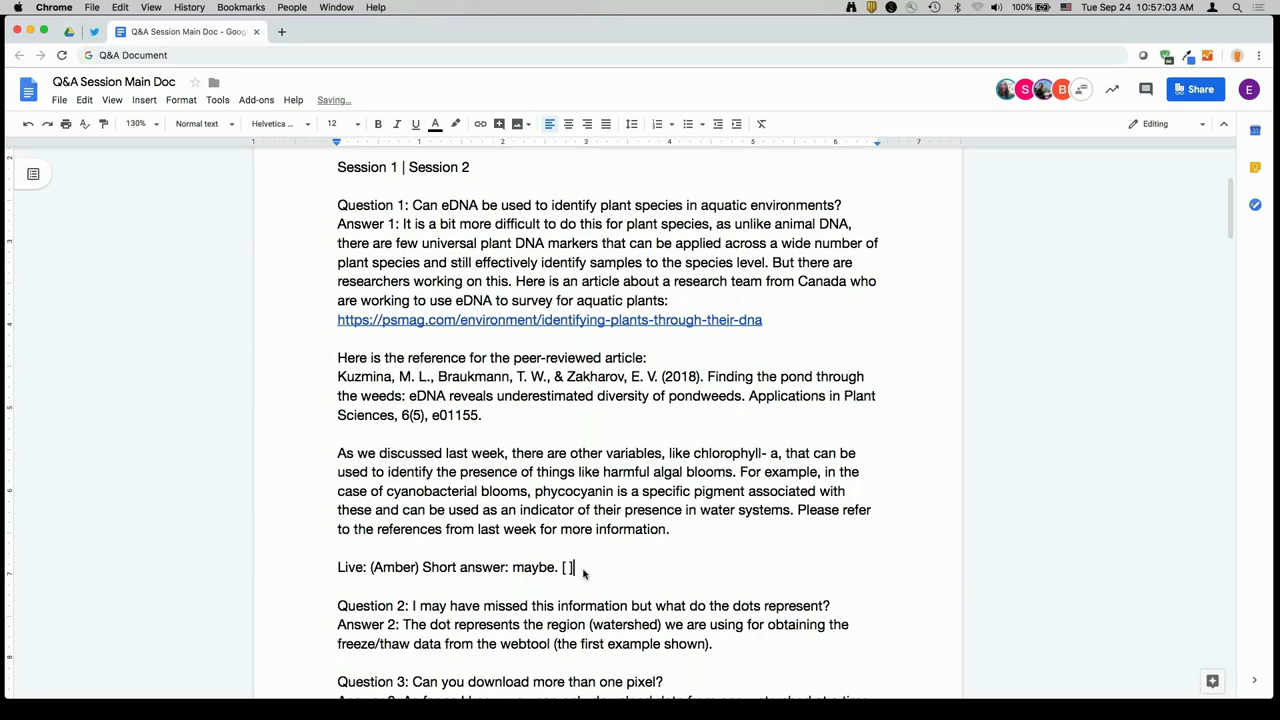 Chrome File Edit View History Bookmarks People Window Help 100% Tue Sep 24 10:57:03 AM
Q&A Session Main Doc - Goog
Q&A Document
Q&A Session Main Doc
S B Share E
File Edit View Insert Format Tools Add-ons Help Saving...
130% Normal text Helvetica ... 12 B I U A Editing
1 1 2 3 4 5 6 7
2
Session 1 | Session 2
Question 1: Can eDNA be used to identify plant species in aquatic environments?
Answer 1: It is a bit more difficult to do this for plant species, as unlike animal DNA,
3
there are few universal plant DNA markers that can be applied across a wide number of
plant species and still effectively identify samples to the species level. But there are
researchers working on this. Here is an article about a research team from Canada who
are working to use eDNA to survey for aquatic plants:
4
https://psmag.com/environment/identifying-plants-through-their-dna
Here is the reference for the peer-reviewed article:
Kuzmina, M. L., Braukmann, T. W., & Zakharov, E. V. (2018). Finding the pond through
the weeds: eDNA reveals underestimated diversity of pondweeds. Applications in Plant
5
Sciences, 6(5), e01155.
As we discussed last week, there are other variables, like chlorophyll- a, that can be
used to identify the presence of things like harmful algal blooms. For example, in the
6
case of cyanobacterial blooms, phycocyanin is a specific pigment associated with
these and can be used as an indicator of their presence in water systems. Please refer
to the references from last week for more information.
Live: (Amber) Short answer: maybe. [ ]
7
Question 2: I may have missed this information but what do the dots represent?
Answer 2: The dot represents the region (watershed) we are using for obtaining the
freeze/thaw data from the webtool (the first example shown).
8
Question 3: Can you download more than one pixel?